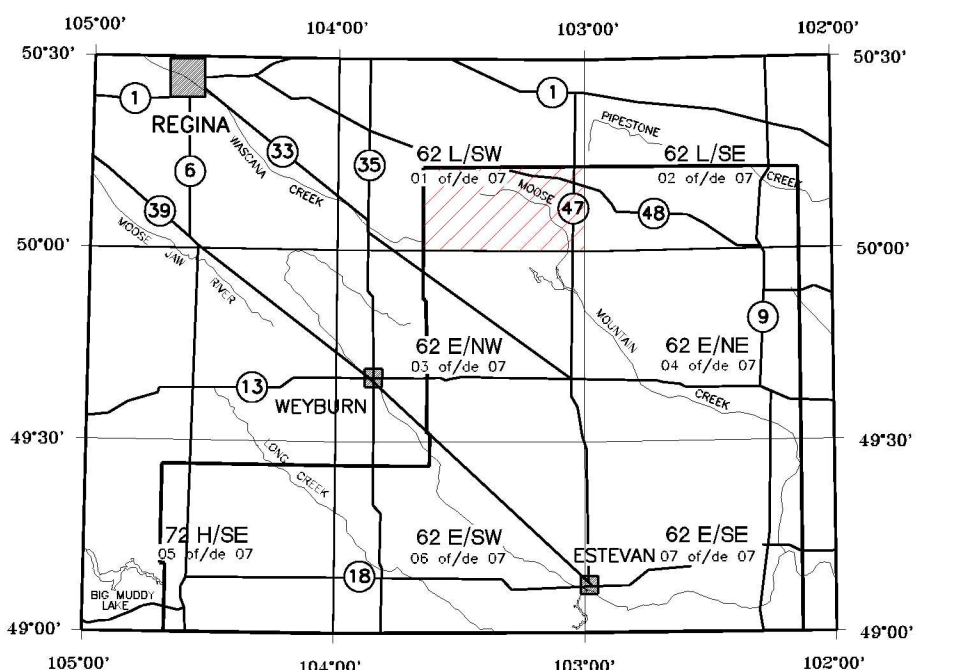 105°00'
104°00'
103°00'
102°00'
50°30'
50°30'
1
1
REGINA
PIPESTONE
33
35
WASCANA
CREEK
62 L/SW
01 of/de 07
62 L/SE
02 of/de 07
CREEK
6
MOOSE
47
48
39
MOOSE
JAW
RIVER
50°00'
50°00'
9
MOUNTAIN
CREEK
62 E/NW
03 of/de 07
62 E/NE
04 of/de 07
13
WEYBURN
49°30'
49°30'
LONG
CREEK
72 H/SE
05 of/de 07
62 E/SW
06 of/de 07
62 E/SE
07 of/de 07
ESTEVAN
18
BIG MUDDY
LAKE
49°00'
49°00'
105°00'
104°00'
103°00'
102°00'